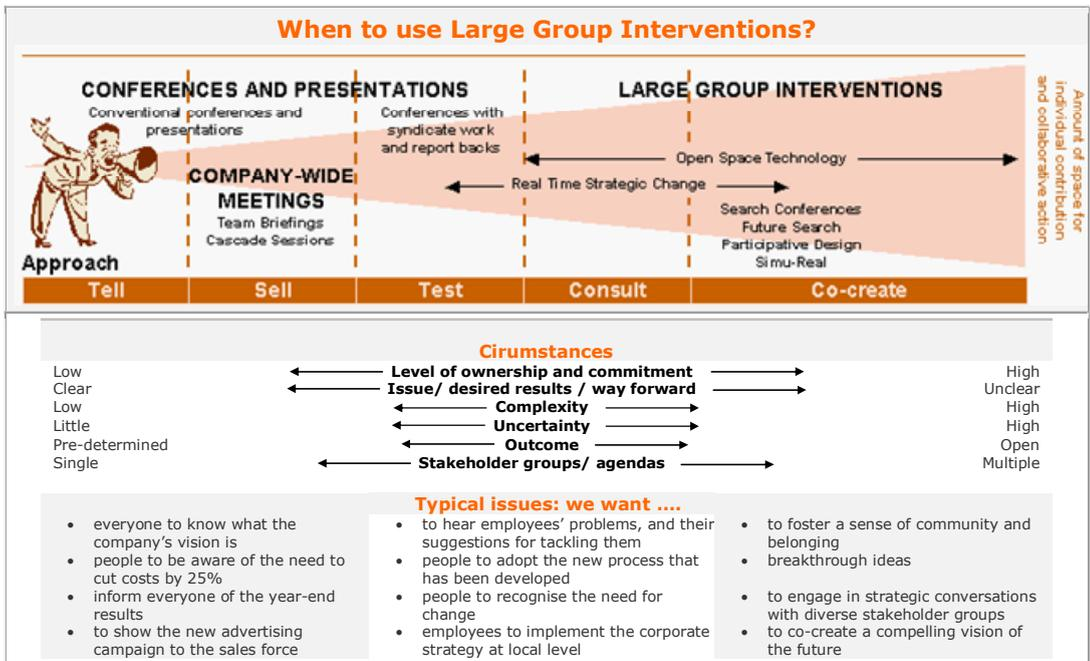 When to use Large Group Interventions?
CONFERENCES AND PRESENTATIONS
Conventional conferences and
presentations
Conferences with
syndicate work
and report backs
LARGE GROUP INTERVENTIONS
Open Space Technology
Real Time Strategic Change
COMPANY-WIDE
MEETINGS
Team Briefings
Cascade Sessions
Search Conferences
Future Search
Participative Design
Simu-Real
Amount of space for
individual contribution
and collaborative action
Approach
Tell Sell Test Consult Co-create
Cirumstances
Low Level of ownership and commitment High
Clear Issue/ desired results / way forward Unclear
Low Complexity High
Little Uncertainty High
Pre-determined Outcome Open
Single Stakeholder groups/ agendas Multiple
Typical issues: we want ....
• everyone to know what the
company's vision is
• people to be aware of the need to
cut costs by 25%
• inform everyone of the year-end
results
• to show the new advertising
campaign to the sales force
• to hear employees' problems, and their
suggestions for tackling them
• people to adopt the new process that
has been developed
• people to recognise the need for
change
• employees to implement the corporate
strategy at local level
• to foster a sense of community and
belonging
• breakthrough ideas
• to engage in strategic conversations
with diverse stakeholder groups
• to co-create a compelling vision of
the future